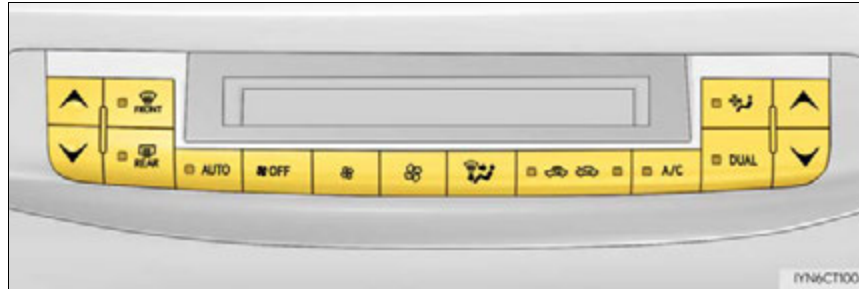 FRONT
REAR
AUTO
OFF
A/C
DUAL
IYN6CT100